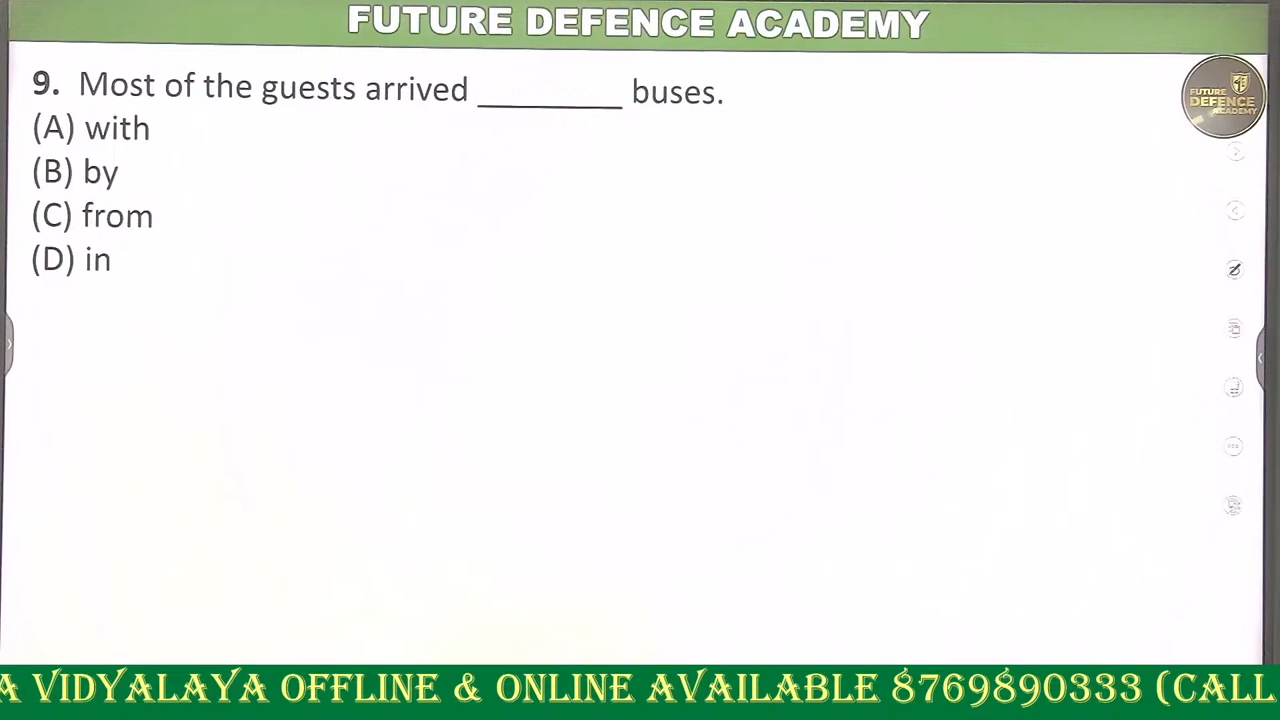 FUTURE DEFENCE ACADEMY
9. Most of the guests arrived ________ buses.
(A) with
(B) by
(C) from
(D) in
FUTURE
DEFENCE
ACADEMY
A VIDYALAYA OFFLINE & ONLINE AVAILABLE 8769890333 (CALL